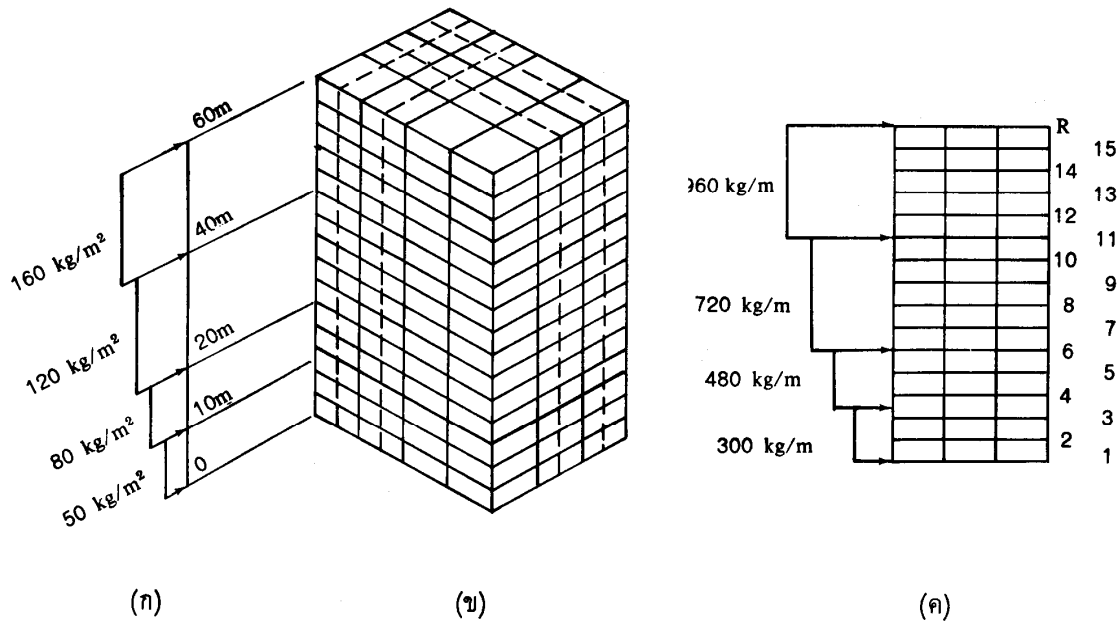 60m
40m
20m
10m
0
160 kg/m²
120 kg/m²
80 kg/m²
50 kg/m²
960 kg/m
720 kg/m
480 kg/m
300 kg/m
R
15
14
13
12
11
10
9
8
7
6
5
4
3
2
1
(ก)
(ข)
(ค)